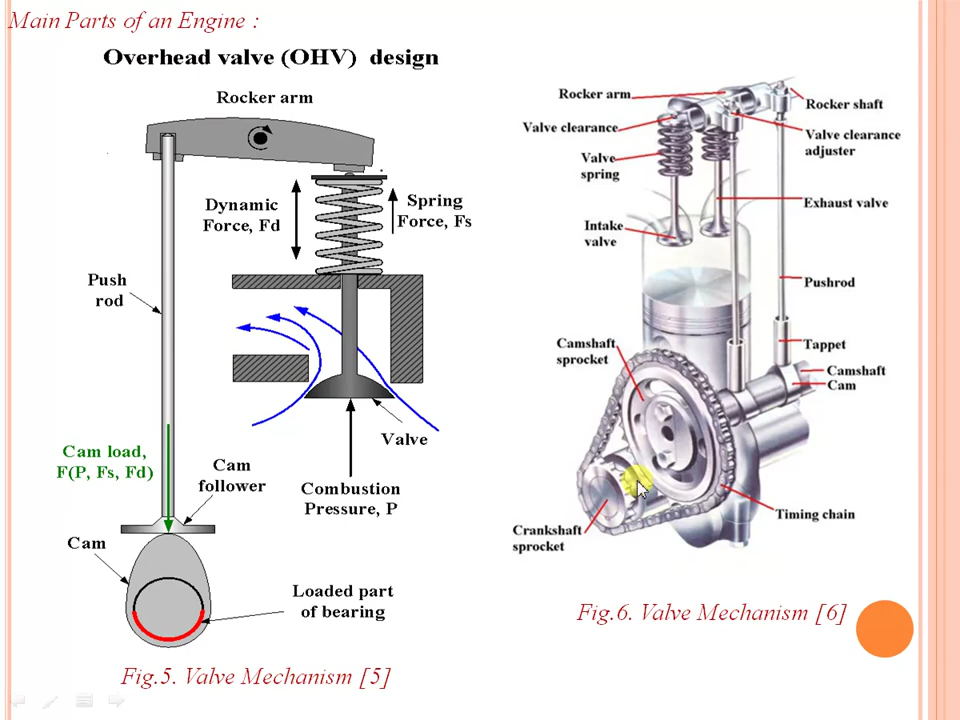 Main Parts of an Engine :
Overhead valve (OHV) design
Rocker arm
Dynamic
Force, Fd
Spring
Force, Fs
Push
rod
Valve
Cam load,
F(P, Fs, Fd)
Cam
follower
Combustion
Pressure, P
Cam
Loaded part
of bearing
Fig.5. Valve Mechanism [5]
Rocker arm
Rocker shaft
Valve clearance
Valve clearance
adjuster
Valve
spring
Exhaust valve
Intake
valve
Pushrod
Camshaft
sprocket
Tappet
Camshaft
Cam
Timing chain
Crankshaft
sprocket
Fig.6. Valve Mechanism [6]